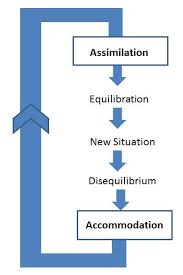 Assimilation
Equilibration
New Situation
Disequilibrium
Accommodation